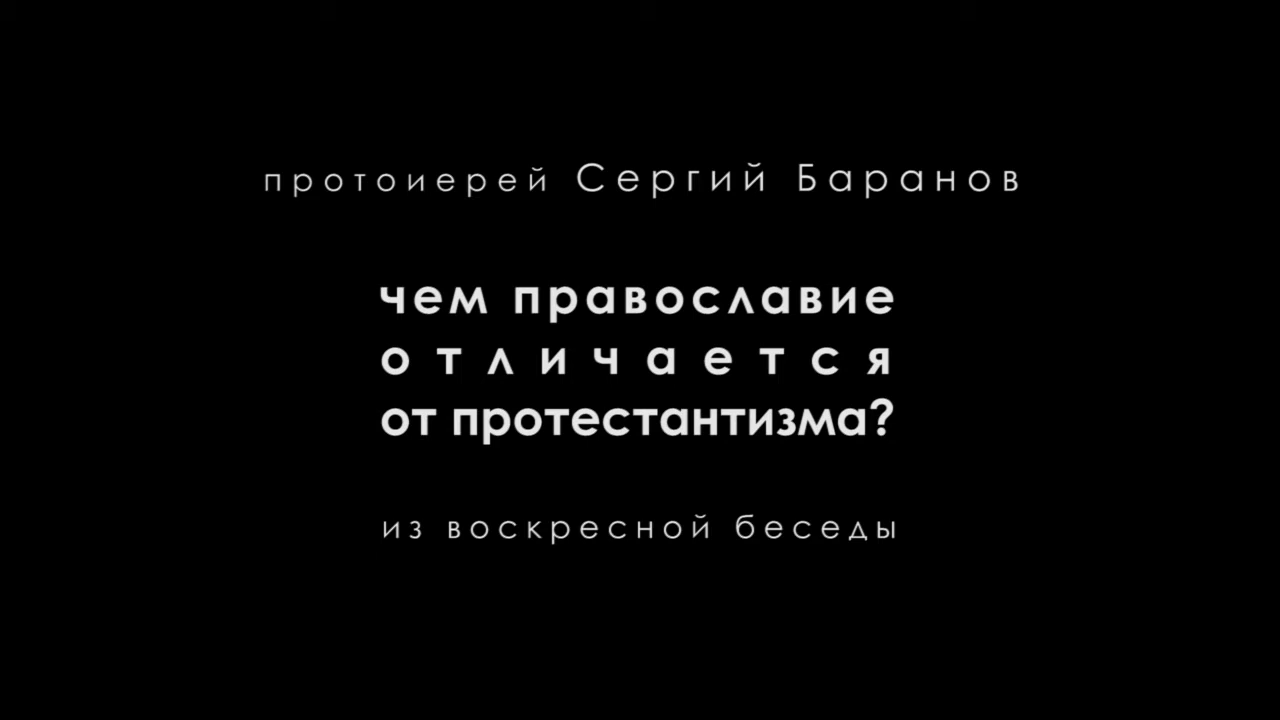 протоиерей Сергий Баранов
чем православие
отличается
от протестантизма?
из воскресной беседы